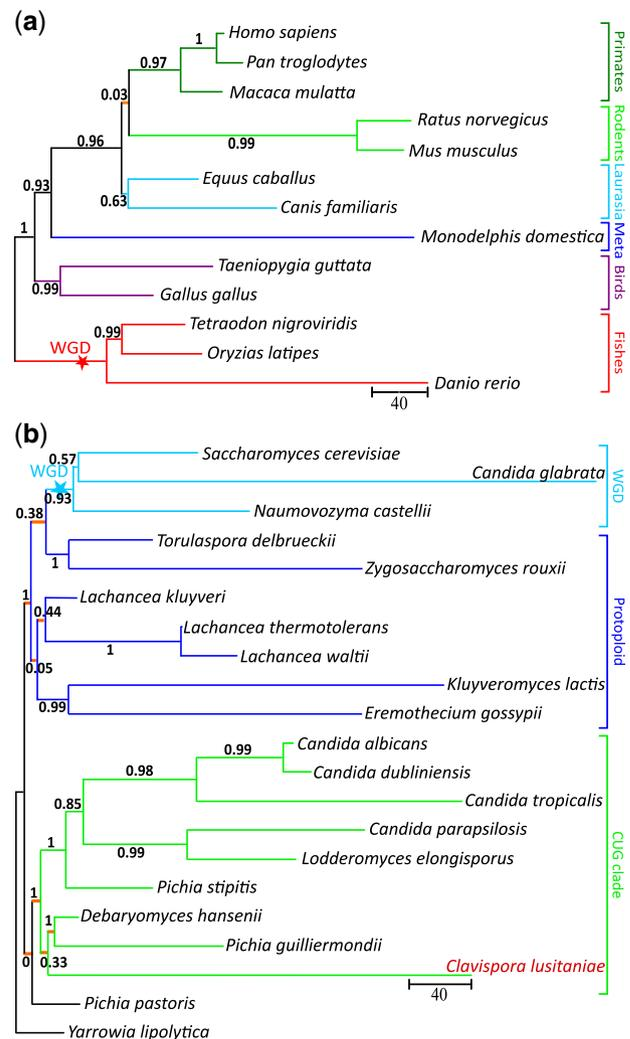 (a)
Homo sapiens
1
Pan troglodytes
0.97
Macaca mulatta
Primates
0.03
Ratus norvegicus
0.99
Mus musculus
Rodents
0.96
Equus caballus
0.63
Canis familiaris
Laurasia
0.93
Monodelphis domestica
Meta
1
Taeniopygia guttata
0.99
Gallus gallus
Birds
Tetraodon nigroviridis
0.99
WGD
Oryzias latipes
Danio rerio
Fishes
40
(b)
Saccharomyces cerevisiae
0.57
WGD
Candida glabrata
0.93
Naumovozyma castellii
WGD
0.38
Torulaspora delbrueckii
1
Zygosaccharomyces rouxii
1
Lachancea kluyveri
0.44
Lachancea thermotolerans
1
Lachancea waltii
0.05
Kluyveromyces lactis
0.99
Eremothecium gossypii
Protoploid
Candida albicans
0.99
Candida dubliniensis
0.98
Candida tropicalis
0.85
Candida parapsilosis
0.99
Lodderomyces elongisporus
1
Pichia stipitis
1
Debaryomyces hansenii
1
Pichia guilliermondii
0
0.33
Clavispora lusitaniae
CUG clade
40
Pichia pastoris
Yarrowia lipolytica